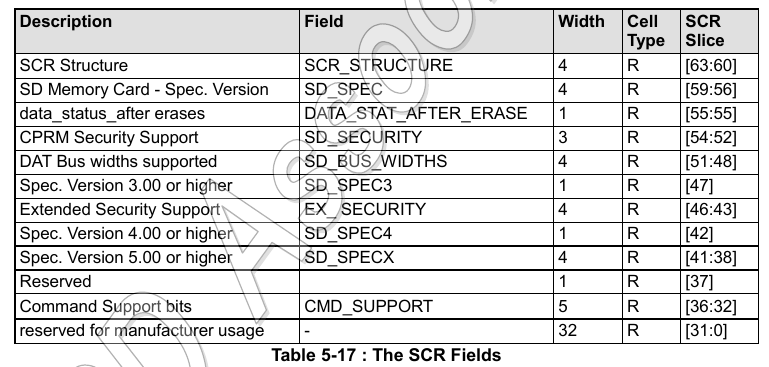 Description Field Width Cell Type SCR Slice
SCR Structure SCR_STRUCTURE 4 R [63:60]
SD Memory Card - Spec. Version SD_SPEC 4 R [59:56]
data_status_after erases DATA_STAT_AFTER_ERASE 1 R [55:55]
CPRM Security Support SD_SECURITY 3 R [54:52]
DAT Bus widths supported SD_BUS_WIDTHS 4 R [51:48]
Spec. Version 3.00 or higher SD_SPEC3 1 R [47]
Extended Security Support EX_SECURITY 4 R [46:43]
Spec. Version 4.00 or higher SD_SPEC4 1 R [42]
Spec. Version 5.00 or higher SD_SPECX 4 R [41:38]
Reserved 1 R [37]
Command Support bits CMD_SUPPORT 5 R [36:32]
reserved for manufacturer usage - 32 R [31:0]
Table 5-17 : The SCR Fields